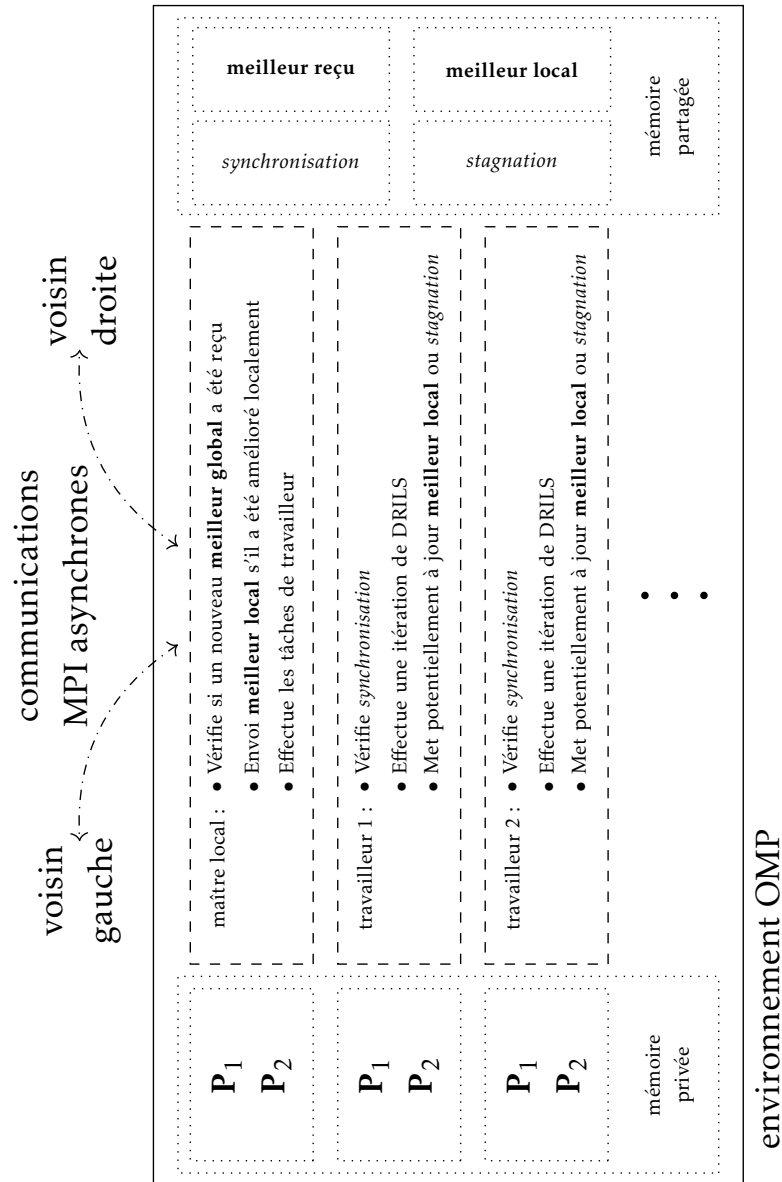 communications
MPI asynchrones
voisin
gauche
voisin
droite
P1
P2
maître local :
• Vérifie si un nouveau meilleur global a été reçu
• Envoi meilleur local s'il a été amélioré localement
• Effectue les tâches de travailleur
synchronisation
meilleur reçu
P1
P2
travailleur 1 :
• Vérifie synchronisation
• Effectue une itération de DRILS
• Met potentiellement à jour meilleur local ou stagnation
stagnation
meilleur local
P1
P2
travailleur 2 :
• Vérifie synchronisation
• Effectue une itération de DRILS
• Met potentiellement à jour meilleur local ou stagnation
mémoire
privée
• • •
mémoire
partagée
environnement OMP